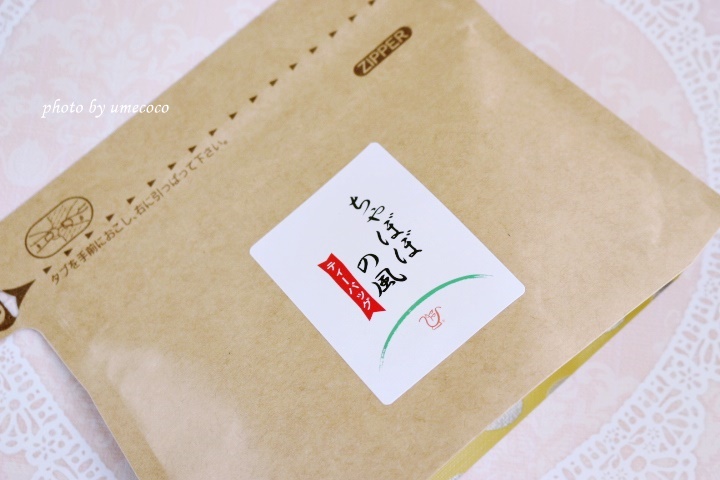 photo by umecoco
ZIPPER
タブを手前におこし、右に引っぱって下さい。
ちゃぼぼ
の風
ティーバッグ